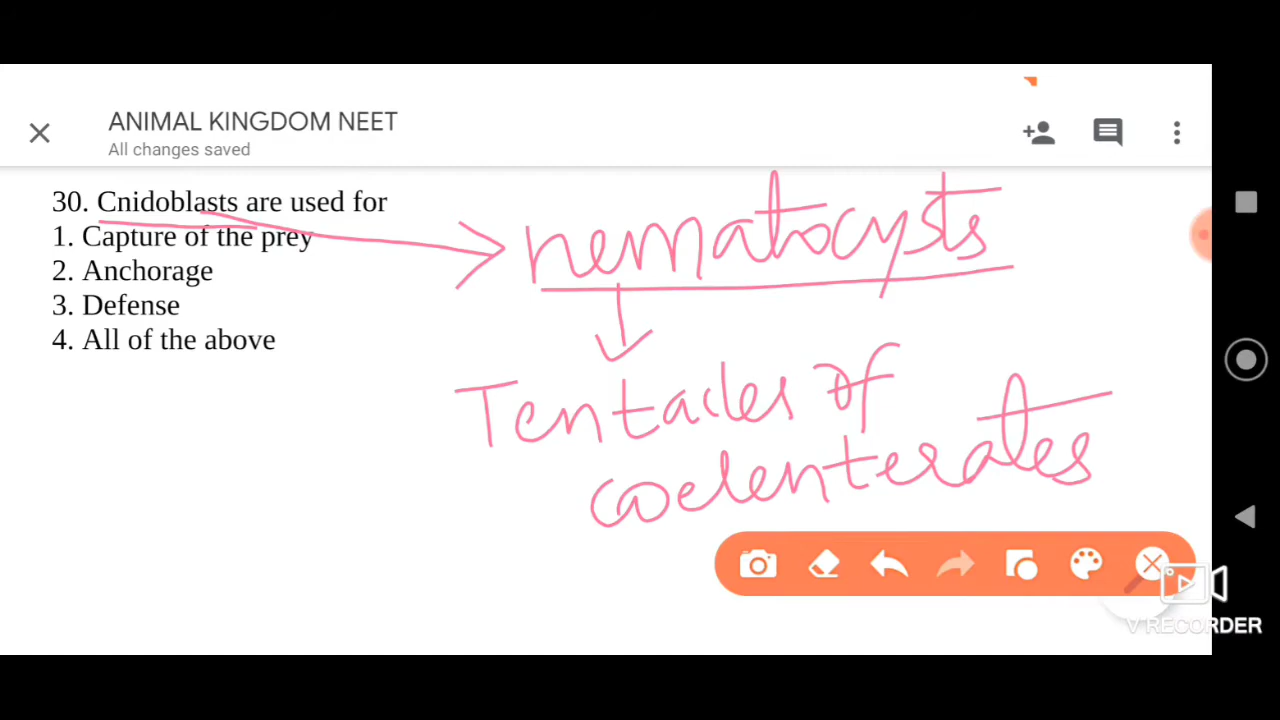 ANIMAL KINGDOM NEET
All changes saved
30. Cnidoblasts are used for
1. Capture of the prey
2. Anchorage
3. Defense
4. All of the above
nematocysts
Tentacles of
coelenterates
V RECORDER